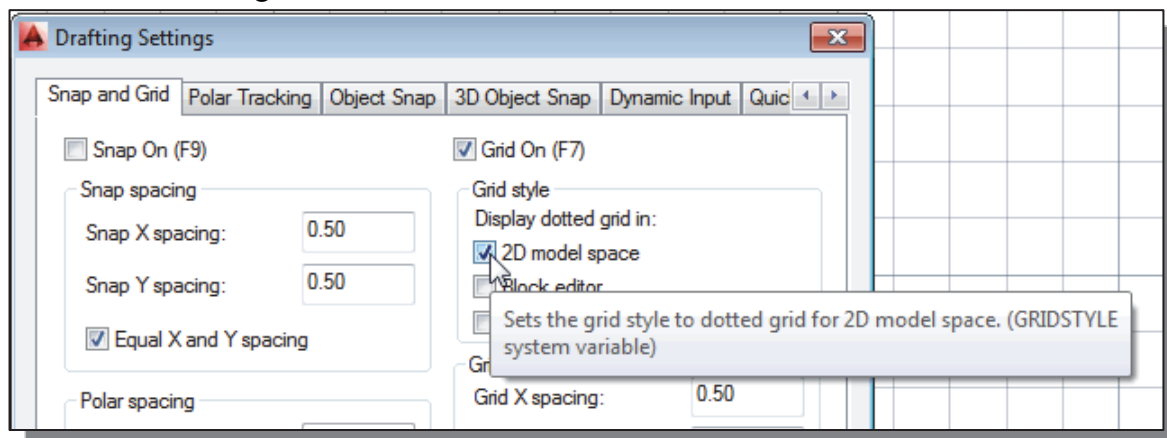 Drafting Settings
Snap and Grid Polar Tracking Object Snap 3D Object Snap Dynamic Input Quic
Snap On (F9)
Grid On (F7)
Snap spacing
Snap X spacing: 0.50
Snap Y spacing: 0.50
Equal X and Y spacing
Polar spacing
Grid style
Display dotted grid in:
2D model space
Block editor
Sets the grid style to dotted grid for 2D model space. (GRIDSTYLE
system variable)
Gr
Grid X spacing: 0.50